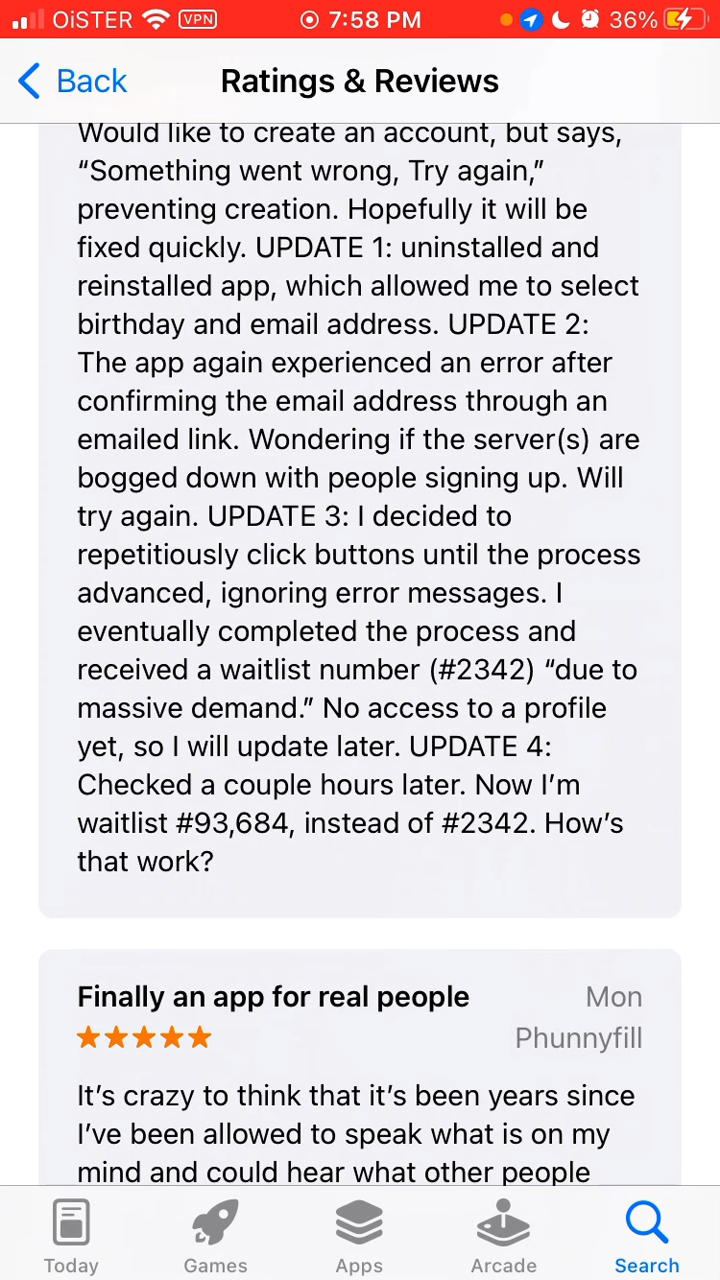 OiSTER VPN 7:58 PM 36%
Back Ratings & Reviews
Would like to create an account, but says,
“Something went wrong, Try again,”
preventing creation. Hopefully it will be
fixed quickly. UPDATE 1: uninstalled and
reinstalled app, which allowed me to select
birthday and email address. UPDATE 2:
The app again experienced an error after
confirming the email address through an
emailed link. Wondering if the server(s) are
bogged down with people signing up. Will
try again. UPDATE 3: I decided to
repetitiously click buttons until the process
advanced, ignoring error messages. I
eventually completed the process and
received a waitlist number (#2342) “due to
massive demand.” No access to a profile
yet, so I will update later. UPDATE 4:
Checked a couple hours later. Now I’m
waitlist #93,684, instead of #2342. How’s
that work?
Finally an app for real people Mon
Phunnyfill
It’s crazy to think that it’s been years since
I’ve been allowed to speak what is on my
mind and could hear what other people
Today Games Apps Arcade Search